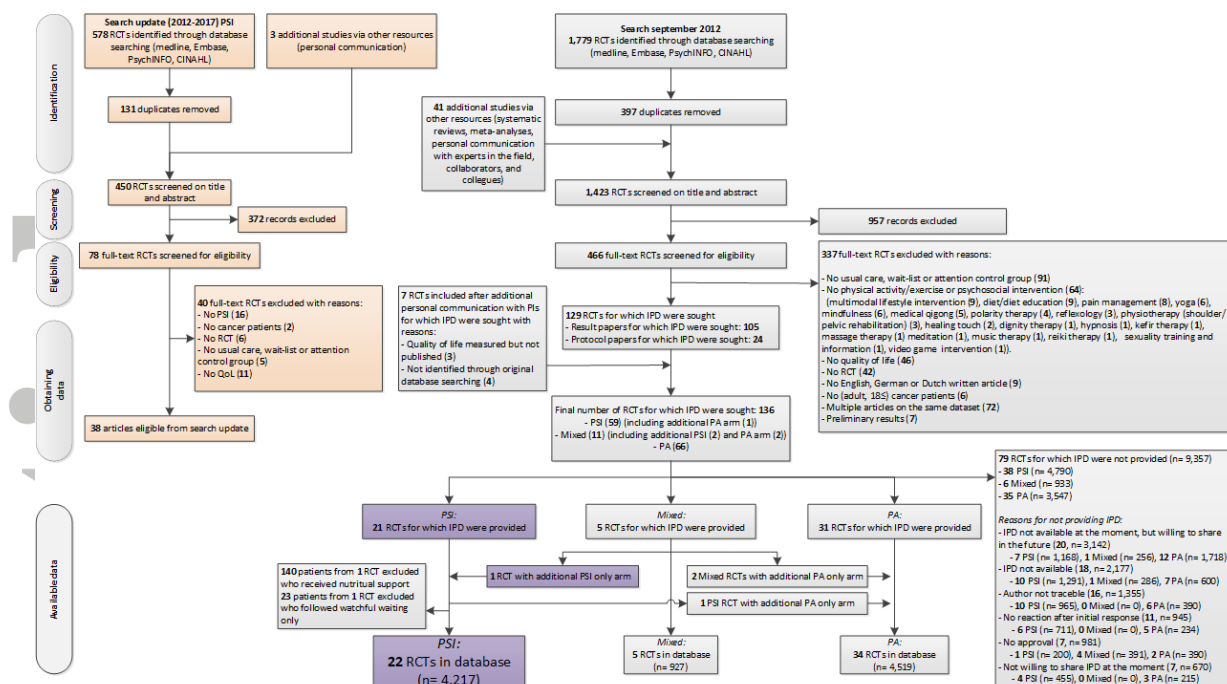 Identification
Screening
Eligibility
Obtaining
data
Available data
Search update (2012-2017) PSI
578 RCTs identified through database
searching (medline, Embase,
PsychINFO, CINAHL)
3 additional studies via other resources
(personal communication)
131 duplicates removed
450 RCTs screened on title
and abstract
372 records excluded
78 full-text RCTs screened for eligibility
40 full-text RCTs excluded with reasons:
- No PSI (16)
- No cancer patients (2)
- No RCT (6)
- No usual care, wait-list or attention
control group (5)
- No QoL (11)
38 articles eligible from search update
Search september 2012
1,779 RCTs identified through database searching
(medline, Embase, PsychINFO, CINAHL)
41 additional studies via
other resources (systematic
reviews, meta-analyses,
personal communication
with experts in the field,
collaborators, and
collegues)
397 duplicates removed
1,423 RCTs screened on title and abstract
957 records excluded
466 full-text RCTs screened for eligibility
337 full-text RCTs excluded with reasons:
- No usual care, wait-list or attention control group (91)
- No physical activity/exercise or psychosocial intervention (64):
(multimodal lifestyle intervention (9), diet/diet education (9), pain management (8), yoga (6),
mindfulness (6), medical qigong (5), polarity therapy (4), reflexology (3), physiotherapy (shoulder/
pelvic rehabilitation) (3), healing touch (2), dignity therapy (1), hypnosis (1), kefir therapy (1),
massage therapy (1) meditation (1), music therapy (1), reiki therapy (1), sexuality training and
information (1), video game intervention (1)).
- No quality of life (46)
- No RCT (42)
- No English, German or Dutch written article (9)
- No (adult, 18≤) cancer patients (6)
- Multiple articles on the same dataset (72)
- Preliminary results (7)
7 RCTs included after additional
personal communication with PIs
for which IPD were sought with
reasons:
- Quality of life measured but not
published (3)
- Not identified through original
database searching (4)
129 RCTs for which IPD were sought
- Result papers for which IPD were sought: 105
- Protocol papers for which IPD were sought: 24
Final number of RCTs for which IPD were sought: 136
- PSI (59) (including additional PA arm (1))
- Mixed (11) (including additional PSI (2) and PA arm (2))
- PA (66)
79 RCTs for which IPD were not provided (n= 9,357)
- 38 PSI (n= 4,790)
- 6 Mixed (n= 933)
- 35 PA (n= 3,547)
Reasons for not providing IPD:
- IPD not available at the moment, but willing to share
in the future (20, n= 3,142)
- 7 PSI (n= 1,168), 1 Mixed (n= 256), 12 PA (n= 1,718)
- IPD not available (18, n= 2,177)
- 10 PSI (n= 1,291), 1 Mixed (n= 286), 7 PA (n= 600)
- Author not traceble (16, n= 1,355)
- 10 PSI (n= 965), 0 Mixed (n= 0), 6 PA (n= 390)
- No reaction after initial response (11, n= 945)
- 6 PSI (n= 711), 0 Mixed (n= 0), 5 PA (n= 234)
- No approval (7, n= 981)
- 1 PSI (n= 200), 4 Mixed (n= 391), 2 PA (n= 390)
- Not willing to share IPD at the moment (7, n= 670)
- 4 PSI (n= 455), 0 Mixed (n= 0), 3 PA (n= 215)
PSI:
21 RCTs for which IPD were provided
Mixed:
5 RCTs for which IPD were provided
PA:
31 RCTs for which IPD were provided
140 patients from 1 RCT excluded
who received nutritual support
23 patients from 1 RCT excluded
who followed watchful waiting
only
1 RCT with additional PSI only arm
2 Mixed RCTs with additional PA only arm
1 PSI RCT with additional PA only arm
PSI:
22 RCTs in database
(n= 4,217)
Mixed:
5 RCTs in database
(n= 927)
PA:
34 RCTs in database
(n= 4,519)